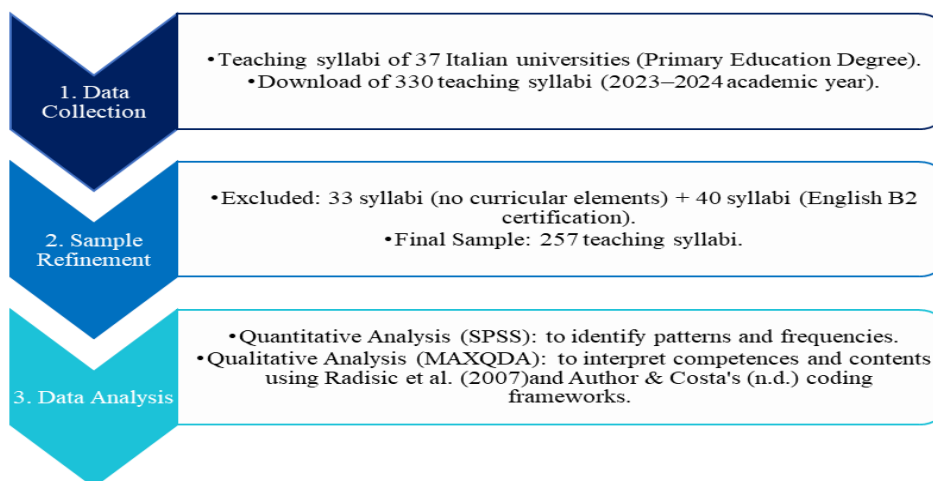 1. Data
Collection
•Teaching syllabi of 37 Italian universities (Primary Education Degree).
•Download of 330 teaching syllabi (2023–2024 academic year).
2. Sample
Refinement
•Excluded: 33 syllabi (no curricular elements) + 40 syllabi (English B2
certification).
•Final Sample: 257 teaching syllabi.
3. Data Analysis
•Quantitative Analysis (SPSS): to identify patterns and frequencies.
•Qualitative Analysis (MAXQDA): to interpret competences and contents
using Radisic et al. (2007)and Author & Costa's (n.d.) coding
frameworks.